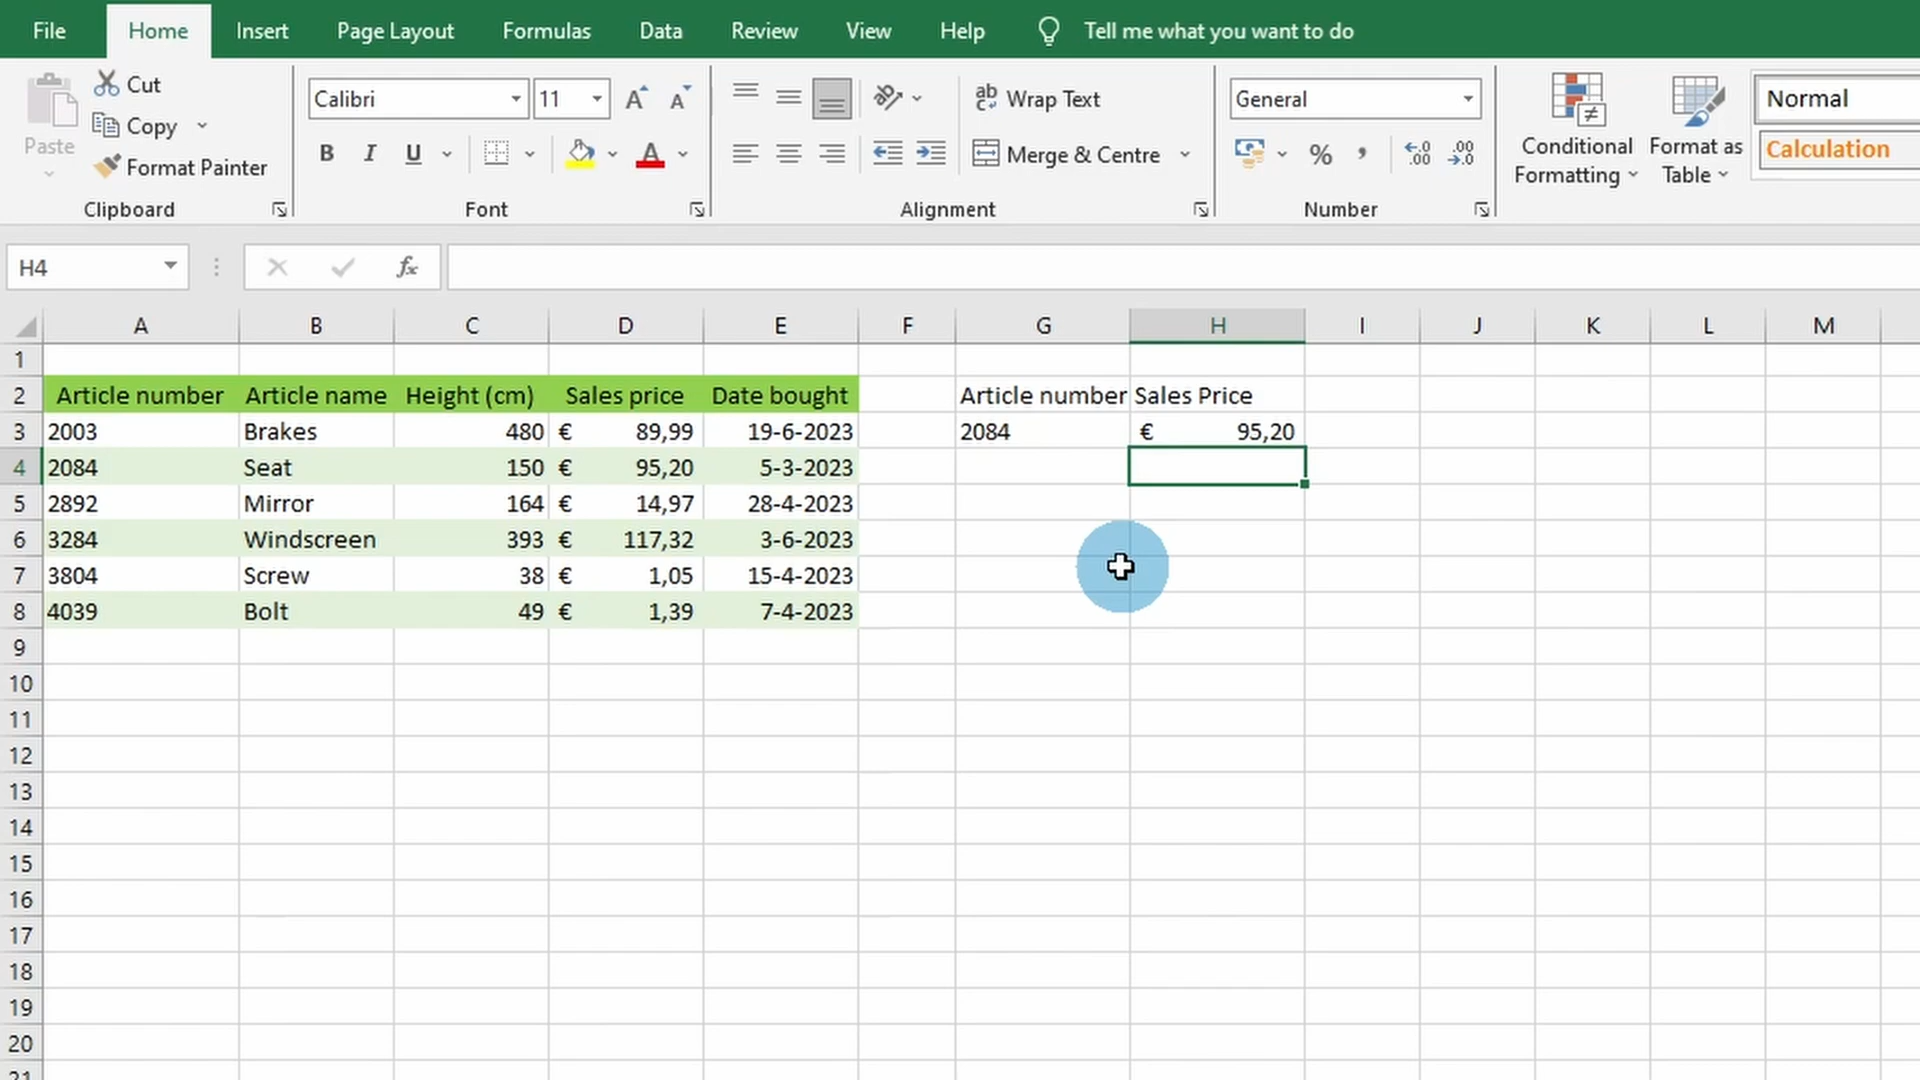 File Home Insert Page Layout Formulas Data Review View Help Tell me what you want to do
Paste
Cut
Copy
Format Painter
Clipboard
Calibri 11 A A
B I U A
Font
ab Wrap Text
Merge & Centre
Alignment
General
% , ,00 ,00
Number
Conditional Formatting
Format as Table
Normal
Calculation
H4 fx
A B C D E F G H I J K L M
1
2 Article number Article name Height (cm) Sales price Date bought Article number Sales Price
3 2003 Brakes 480 € 89,99 19-6-2023 2084 € 95,20
4 2084 Seat 150 € 95,20 5-3-2023
5 2892 Mirror 164 € 14,97 28-4-2023
6 3284 Windscreen 393 € 117,32 3-6-2023
7 3804 Screw 38 € 1,05 15-4-2023
8 4039 Bolt 49 € 1,39 7-4-2023
9
10
11
12
13
14
15
16
17
18
19
20
21